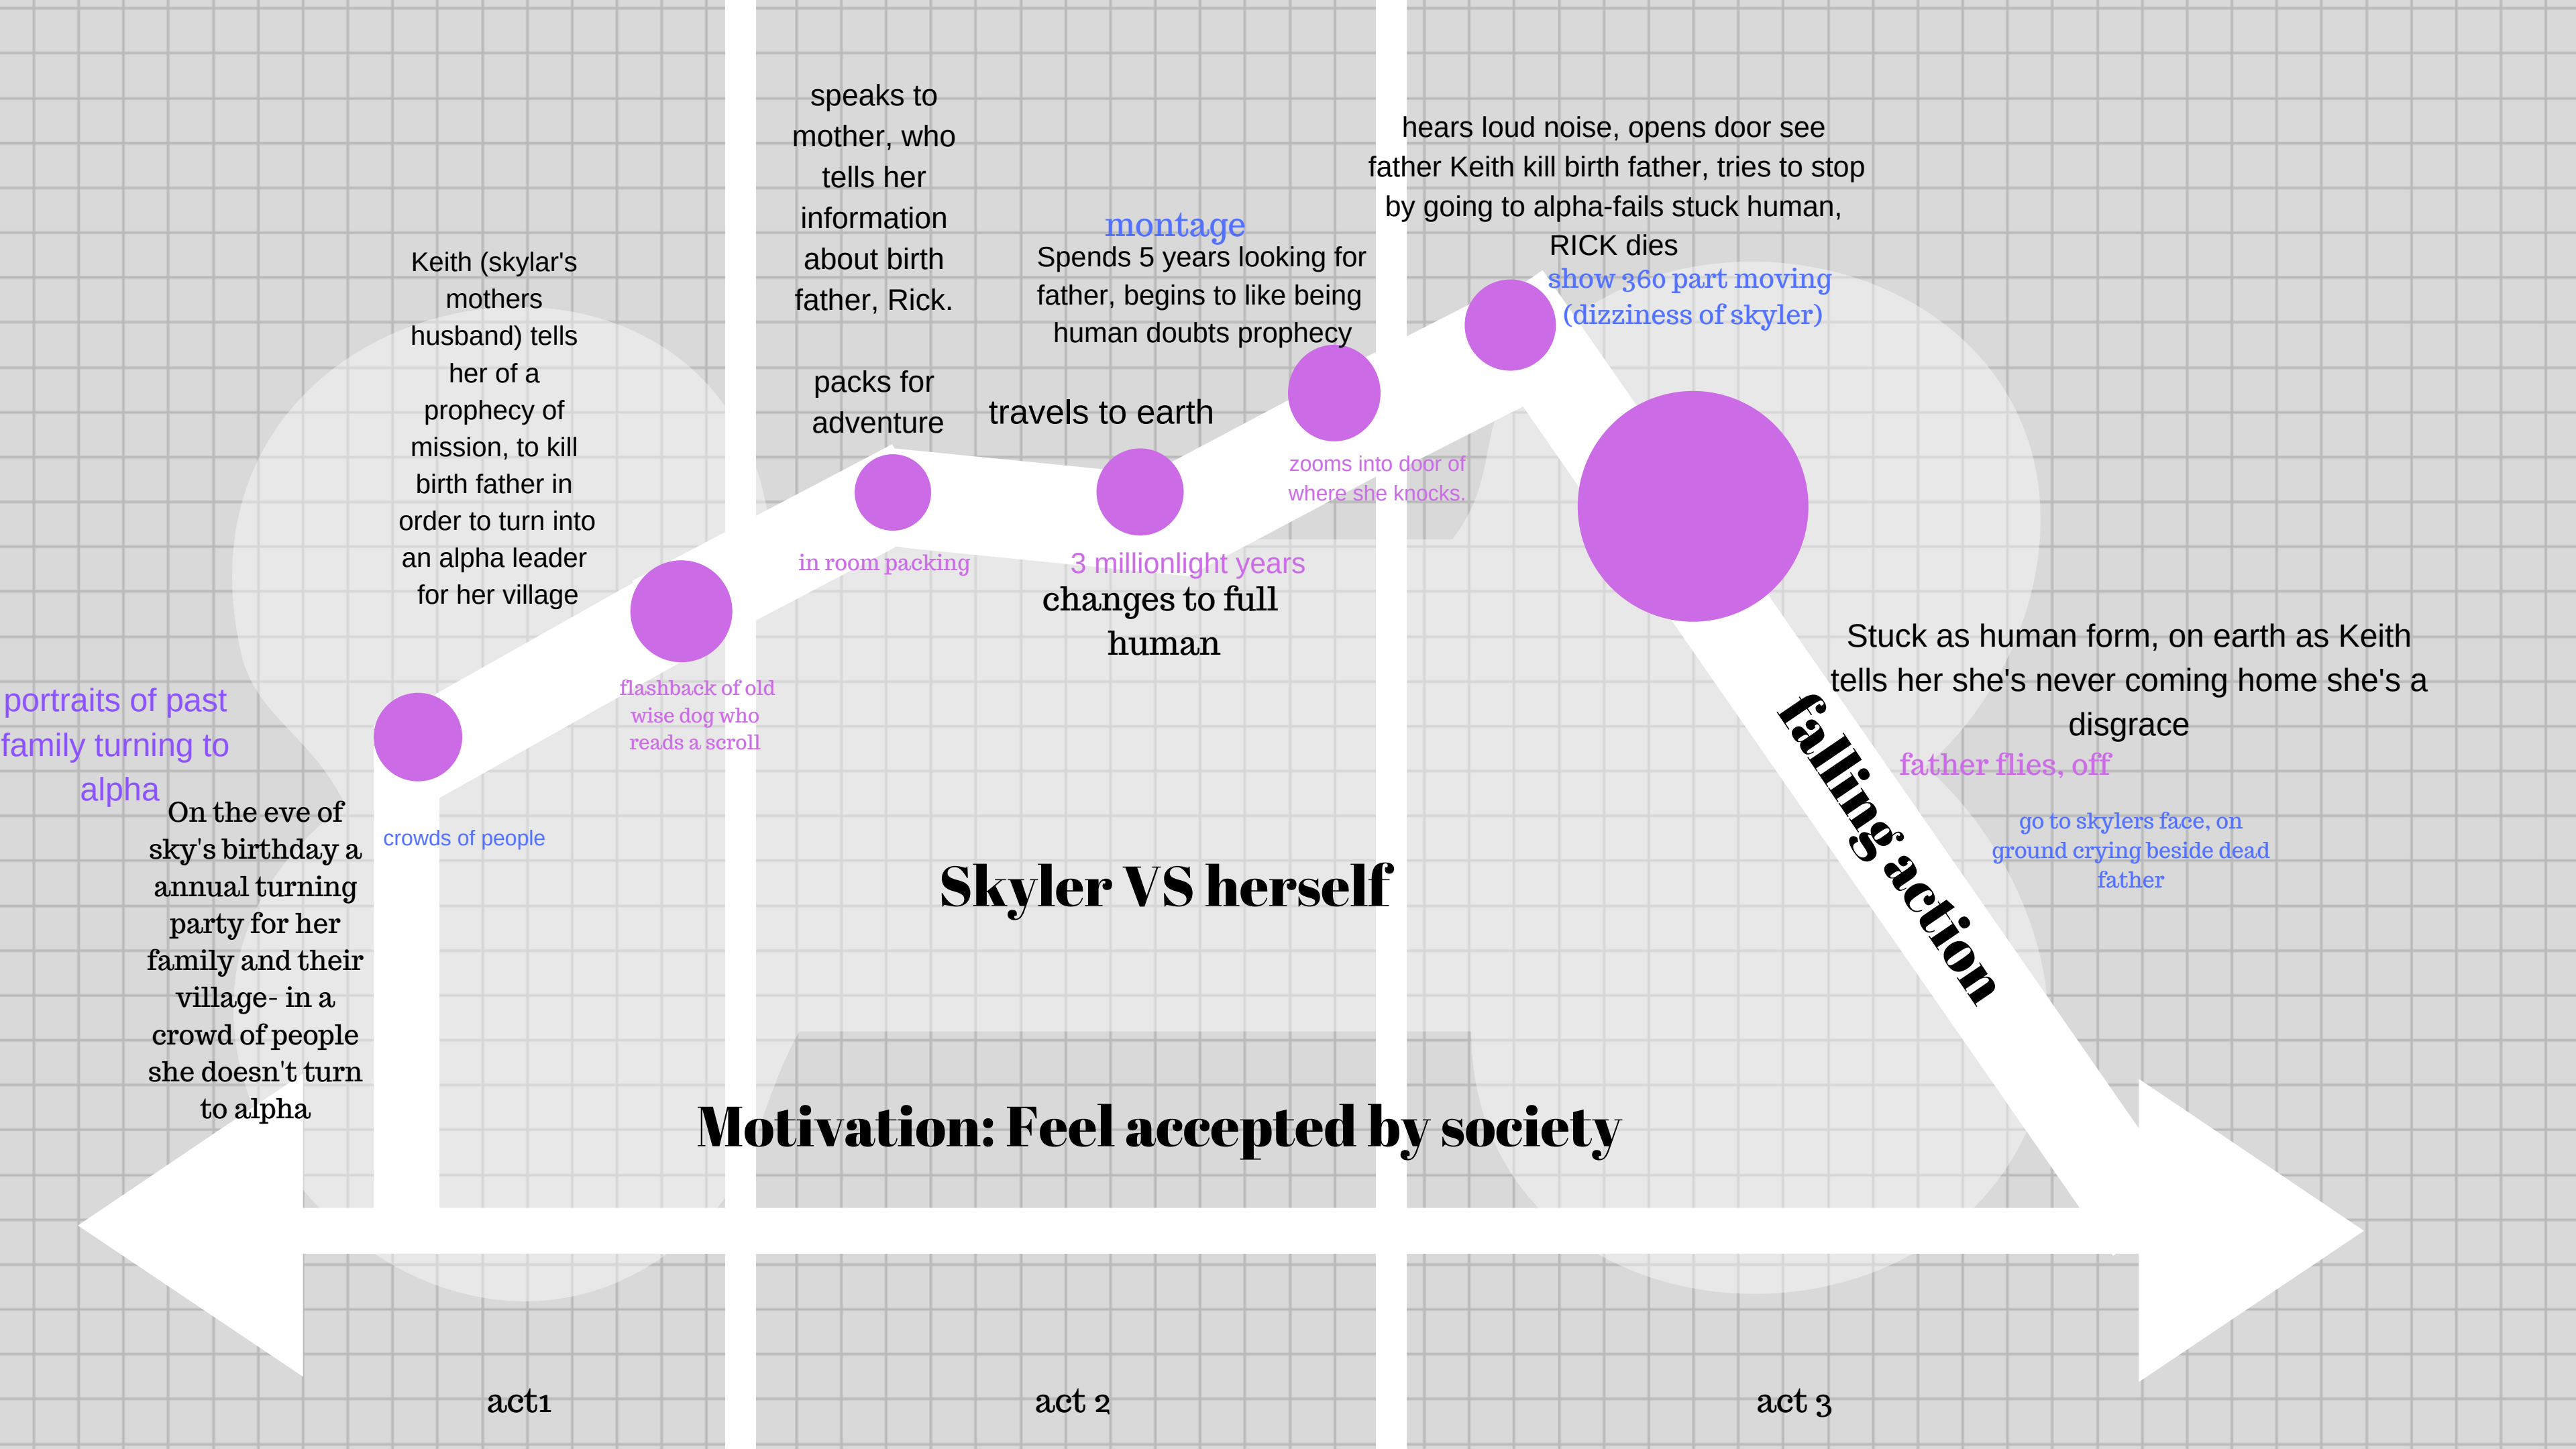 portraits of past
family turning to
alpha
On the eve of
sky's birthday a
annual turning
party for her
family and their
village- in a
crowd of people
she doesn't turn
to alpha
crowds of people
Keith (skylar's
mothers
husband) tells
her of a
prophecy of
mission, to kill
birth father in
order to turn into
an alpha leader
for her village
flashback of old
wise dog who
reads a scroll
speaks to
mother, who
tells her
information
about birth
father, Rick.
packs for
adventure
in room packing
travels to earth
3 millionlight years
changes to full
human
montage
Spends 5 years looking for
father, begins to like being
human doubts prophecy
zooms into door of
where she knocks.
hears loud noise, opens door see
father Keith kill birth father, tries to stop
by going to alpha-fails stuck human,
RICK dies
show 360 part moving
(dizziness of skyler)
falling action
Stuck as human form, on earth as Keith
tells her she's never coming home she's a
disgrace
father flies, off
go to skylers face, on
ground crying beside dead
father
Skyler VS herself
Motivation: Feel accepted by society
act1
act 2
act 3